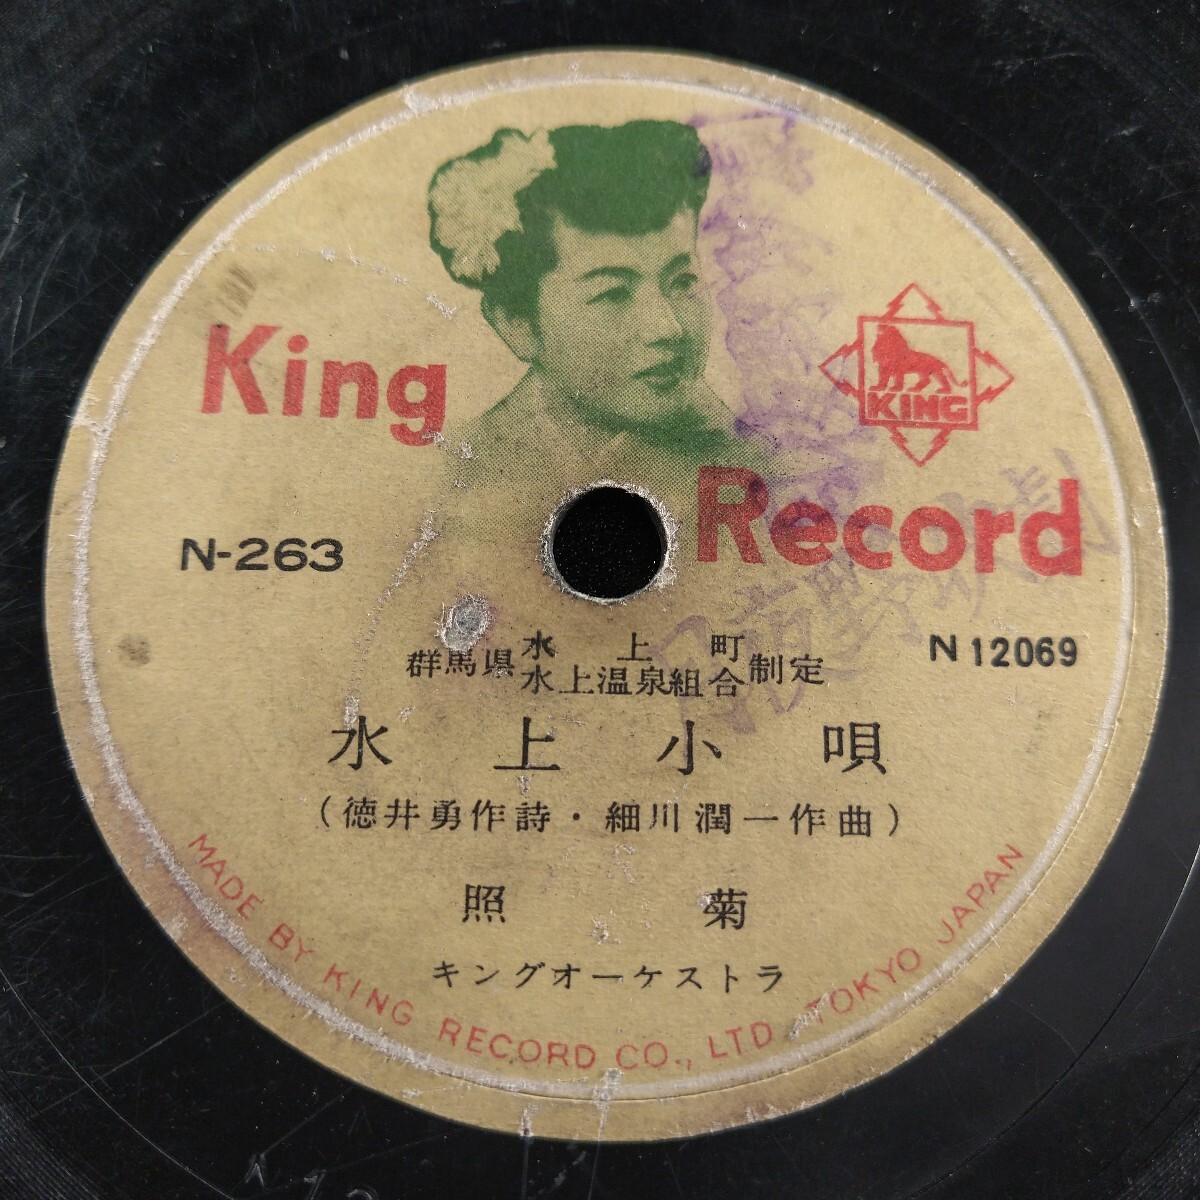 King
KING
Record
N-263
N12069
群馬県水上町水上温泉組合制定
水上小唄
(徳井勇作詩・細川潤一作曲)
照菊
キングオーケストラ
MADE BY KING RECORD CO., LTD. TOKYO JAPAN